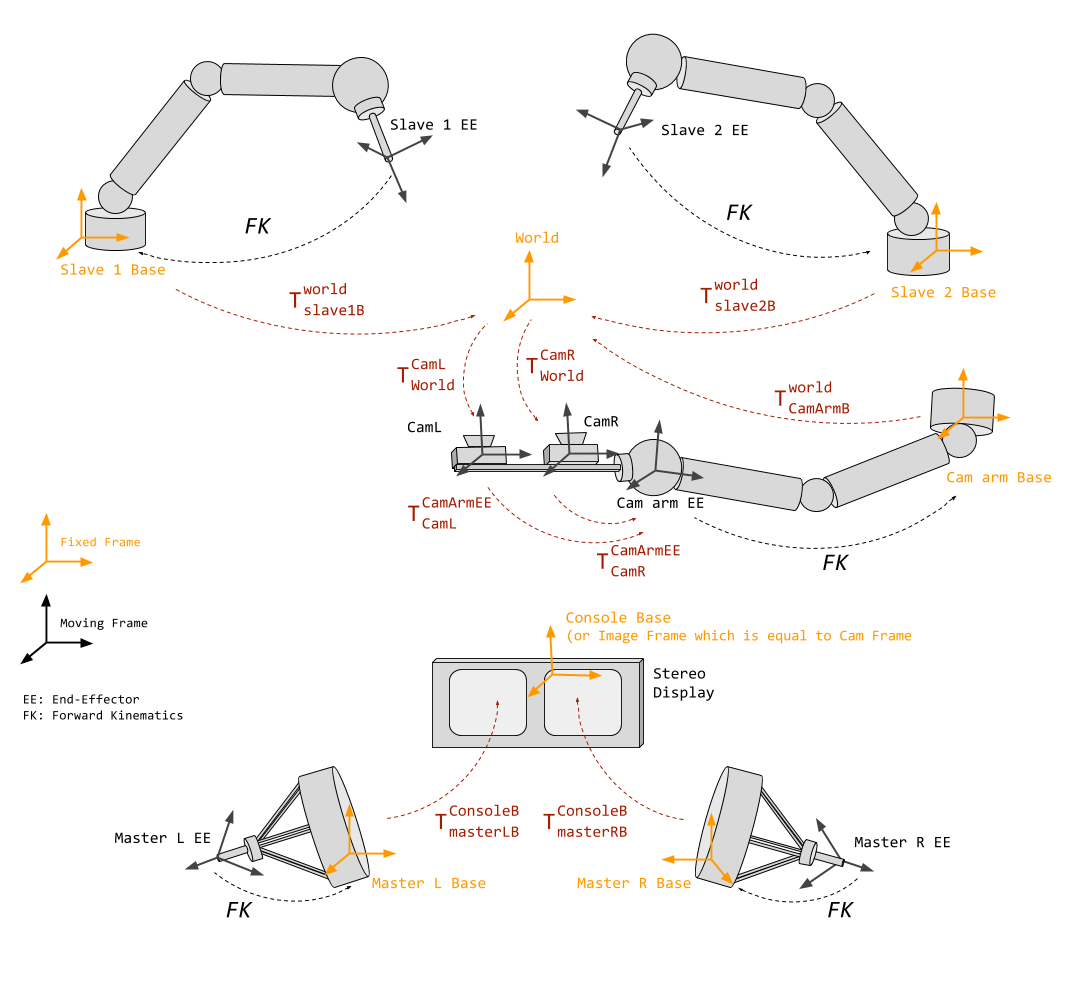 Slave 1 EE
Slave 2 EE
FK
FK
World
Slave 1 Base
Slave 2 Base
T world slave1B
T world slave2B
T CamL World
T CamR World
T world CamArmB
CamL
CamR
Cam arm Base
Cam arm EE
T CamArmEE CamL
T CamArmEE CamR
FK
Fixed Frame
Moving Frame
EE: End-Effector
FK: Forward Kinematics
Console Base
(or Image Frame which is equal to Cam Frame
Stereo
Display
T ConsoleB masterLB
T ConsoleB masterRB
Master L EE
Master R EE
Master L Base
Master R Base
FK
FK